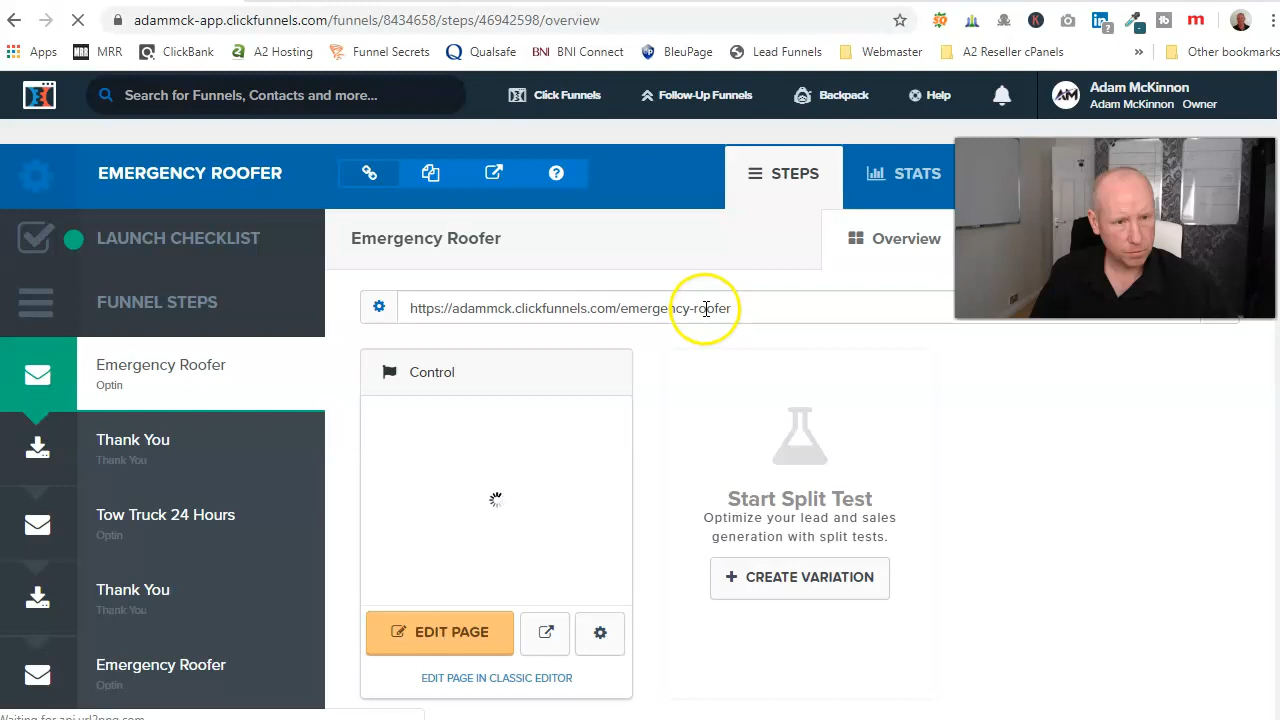 adammck-app.clickfunnels.com/funnels/8434658/steps/46942598/overview
Apps MRR ClickBank A2 Hosting Funnel Secrets Qualsafe BNI BNI Connect BleuPage Lead Funnels Webmaster A2 Reseller cPanels » Other bookmarks
Search for Funnels, Contacts and more...
Click Funnels
Follow-Up Funnels
Backpack
Help
AM
Adam McKinnon
Adam McKinnon Owner
EMERGENCY ROOFER
STEPS
STATS
LAUNCH CHECKLIST
Emergency Roofer
Overview
FUNNEL STEPS
https://adammck.clickfunnels.com/emergency-roofer
Emergency Roofer
Optin
Control
Thank You
Thank You
Tow Truck 24 Hours
Optin
Start Split Test
Optimize your lead and sales
generation with split tests.
+ CREATE VARIATION
Thank You
Thank You
EDIT PAGE
Emergency Roofer
Optin
EDIT PAGE IN CLASSIC EDITOR
Waiting for api.url2png.com